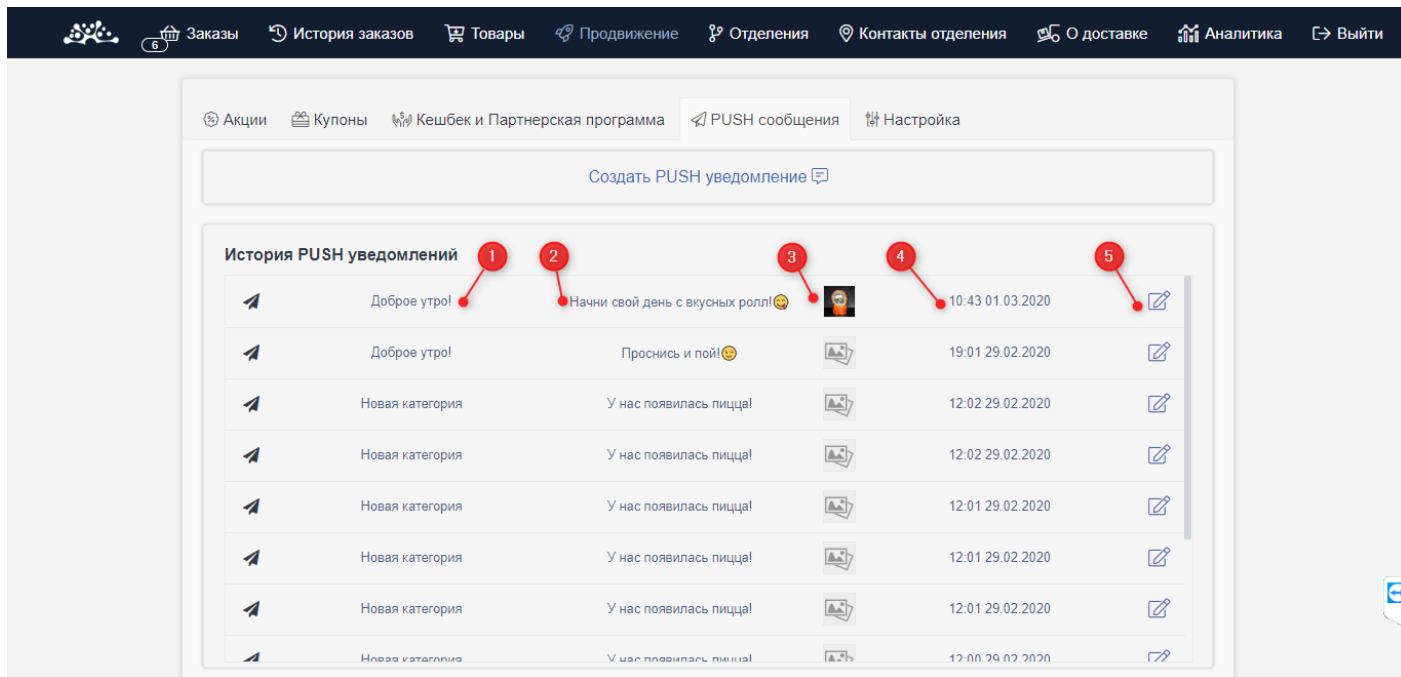 6 Заказы История заказов Товары Продвижение Отделения Контакты отделения О доставке Аналитика Выйти
Акции Купоны Кешбек и Партнерская программа PUSH сообщения Настройка
Создать PUSH уведомление
История PUSH уведомлений 1 2 3 4 5
Доброе утро! Начни свой день с вкусных ролл!😋 10:43 01.03.2020
Доброе утро! Проснись и пой!😉 19:01 29.02.2020
Новая категория У нас появилась пицца! 12:02 29.02.2020
Новая категория У нас появилась пицца! 12:02 29.02.2020
Новая категория У нас появилась пицца! 12:01 29.02.2020
Новая категория У нас появилась пицца! 12:01 29.02.2020
Новая категория У нас появилась пицца! 12:01 29.02.2020
Новая категория У нас появилась пицца! 12:00 29.02.2020